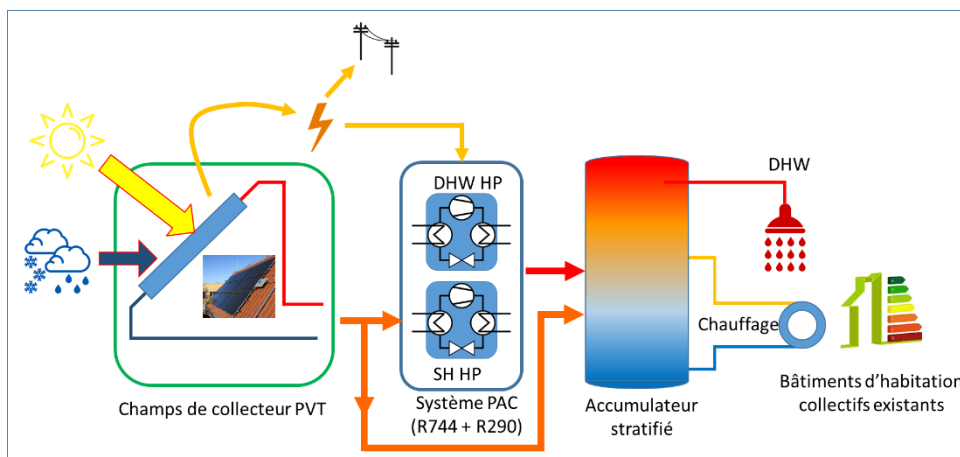 DHW HP
SH HP
Champs de collecteur PVT
Système PAC
(R744 + R290)
Accumulateur
stratifié
DHW
Chauffage
Bâtiments d'habitation
collectifs existants